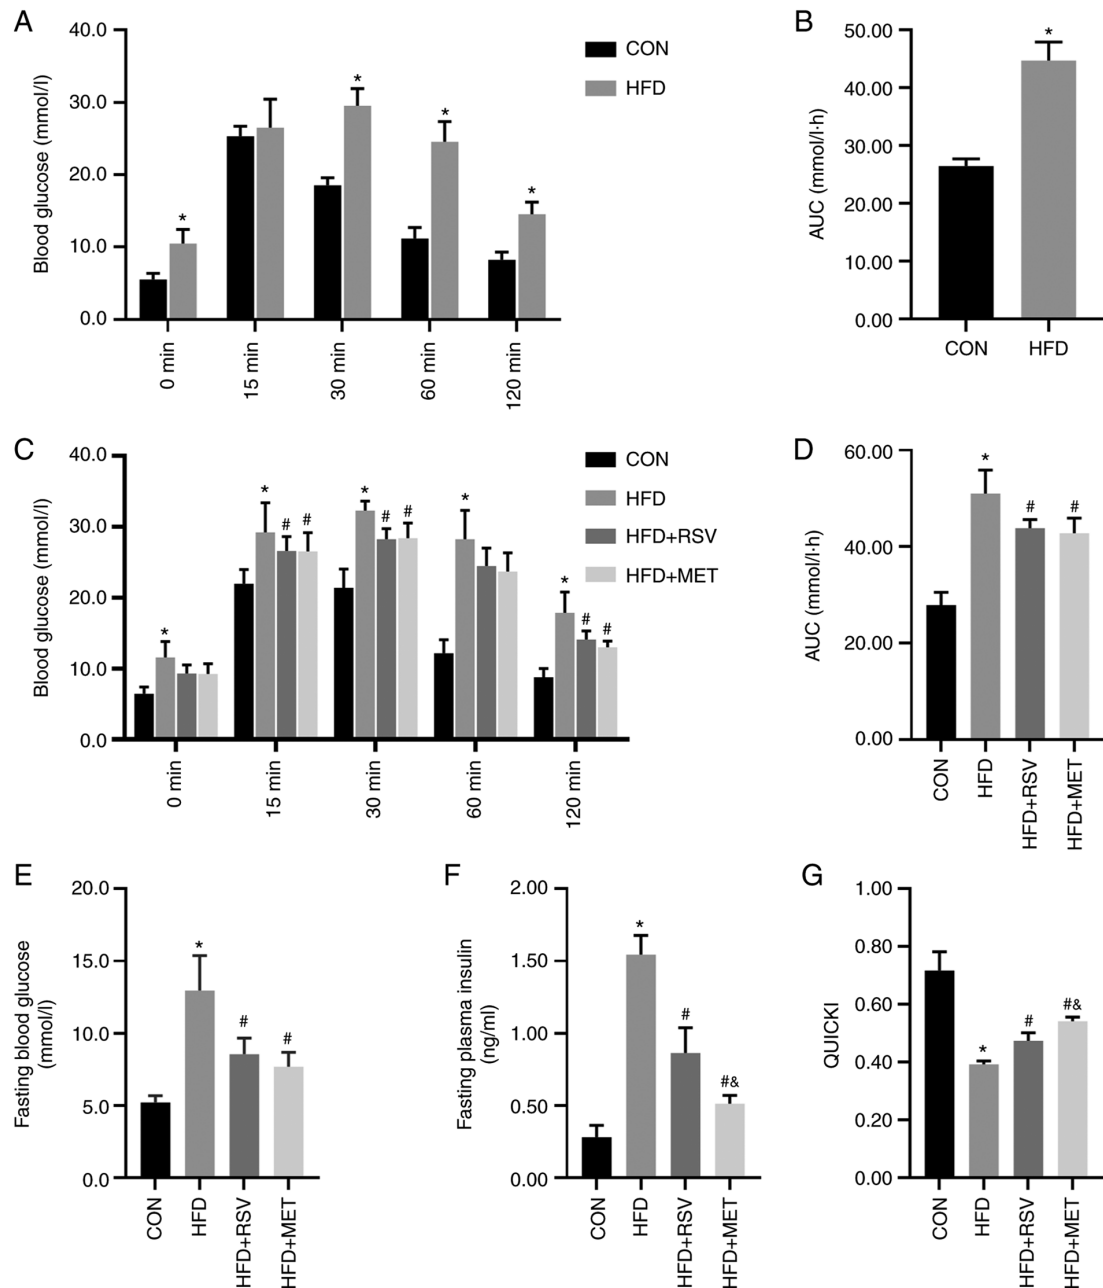 A
Blood glucose (mmol/l)
40.0
30.0
20.0
10.0
0.0
* * * *
0 min
15 min
30 min
60 min
120 min
CON
HFD
B
AUC (mmol/l·h)
50.00
40.00
30.00
20.00
10.00
0.00
*
CON
HFD
C
Blood glucose (mmol/l)
40.0
30.0
20.0
10.0
0.0
*
* # #
* # #
*
* # #
0 min
15 min
30 min
60 min
120 min
CON
HFD
HFD+RSV
HFD+MET
D
AUC (mmol/l·h)
60.00
40.00
20.00
0.00
* # #
CON
HFD
HFD+RSV
HFD+MET
E
Fasting blood glucose
(mmol/l)
20.0
15.0
10.0
5.0
0.0
* # #
CON
HFD
HFD+RSV
HFD+MET
F
Fasting plasma insulin
(ng/ml)
2.00
1.50
1.00
0.50
0.00
* # #&
CON
HFD
HFD+RSV
HFD+MET
G
QUICKI
1.00
0.80
0.60
0.40
0.20
0.00
* # #&
CON
HFD
HFD+RSV
HFD+MET